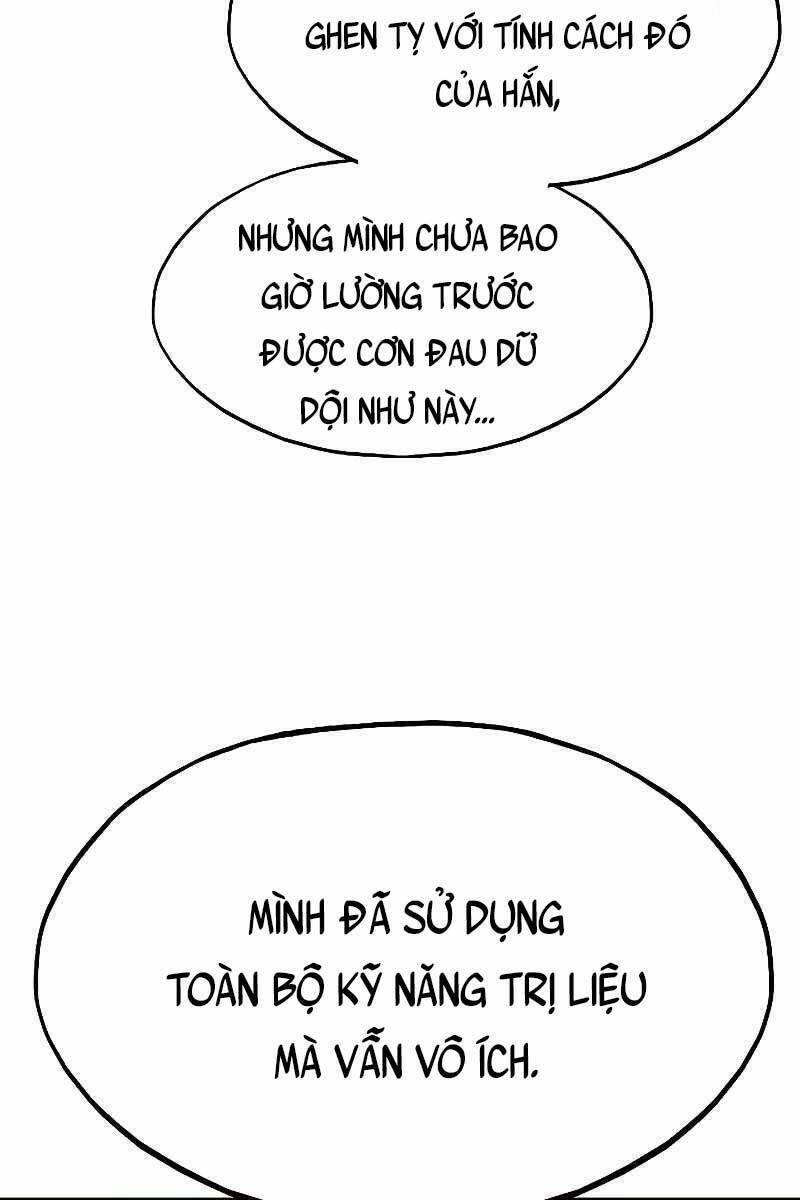 GHEN TỴ VỚI TÍNH CÁCH ĐÓ
CỦA HẮN,
NHƯNG MÌNH CHƯA BAO
GIỜ LƯỜNG TRƯỚC
ĐƯỢC CƠN ĐAU DỮ
DỘI NHƯ NÀY...
MÌNH ĐÃ SỬ DỤNG
TOÀN BỘ KỸ NĂNG TRỊ LIỆU
MÀ VẪN VÔ ÍCH.